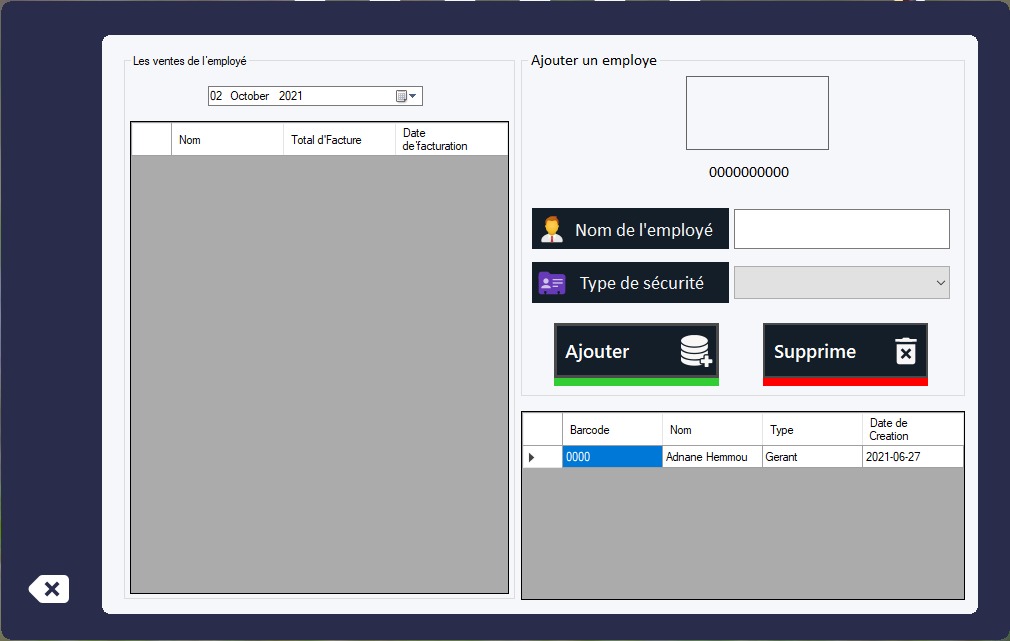 Les ventes de l'employé
02 October 2021
Nom
Total d'Facture
Date
de'facturation
Ajouter un employe
0000000000
Nom de l'employé
Type de sécurité
Ajouter
Supprime
Barcode
Nom
Type
Date de
Creation
0000
Adnane Hemmou
Gerant
2021-06-27